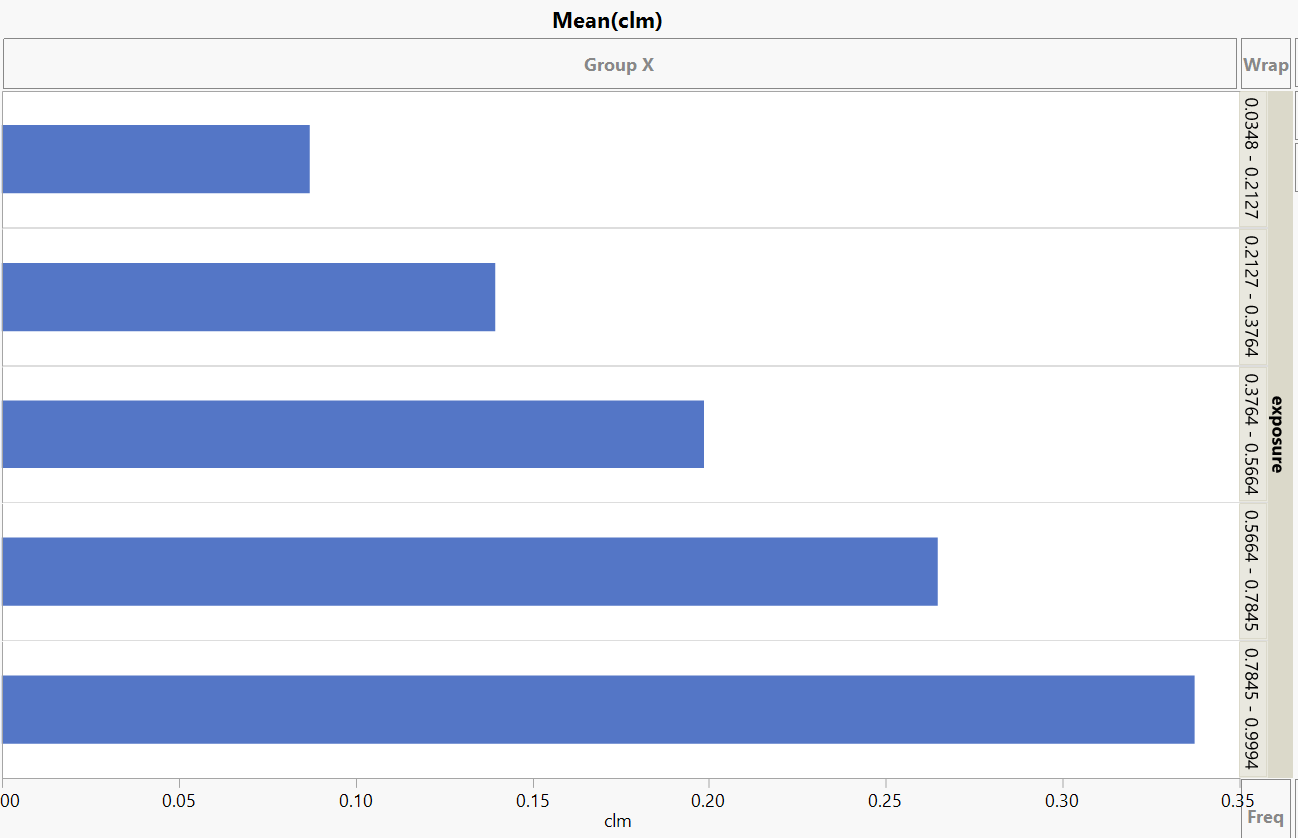 Mean(clm)
Group X
Wrap
0.0348 - 0.2127
0.2127 - 0.3764
0.3764 - 0.5664
0.5664 - 0.7845
0.7845 - 0.9994
exposure
00
0.05
0.10
0.15
0.20
0.25
0.30
0.35
clm
Freq